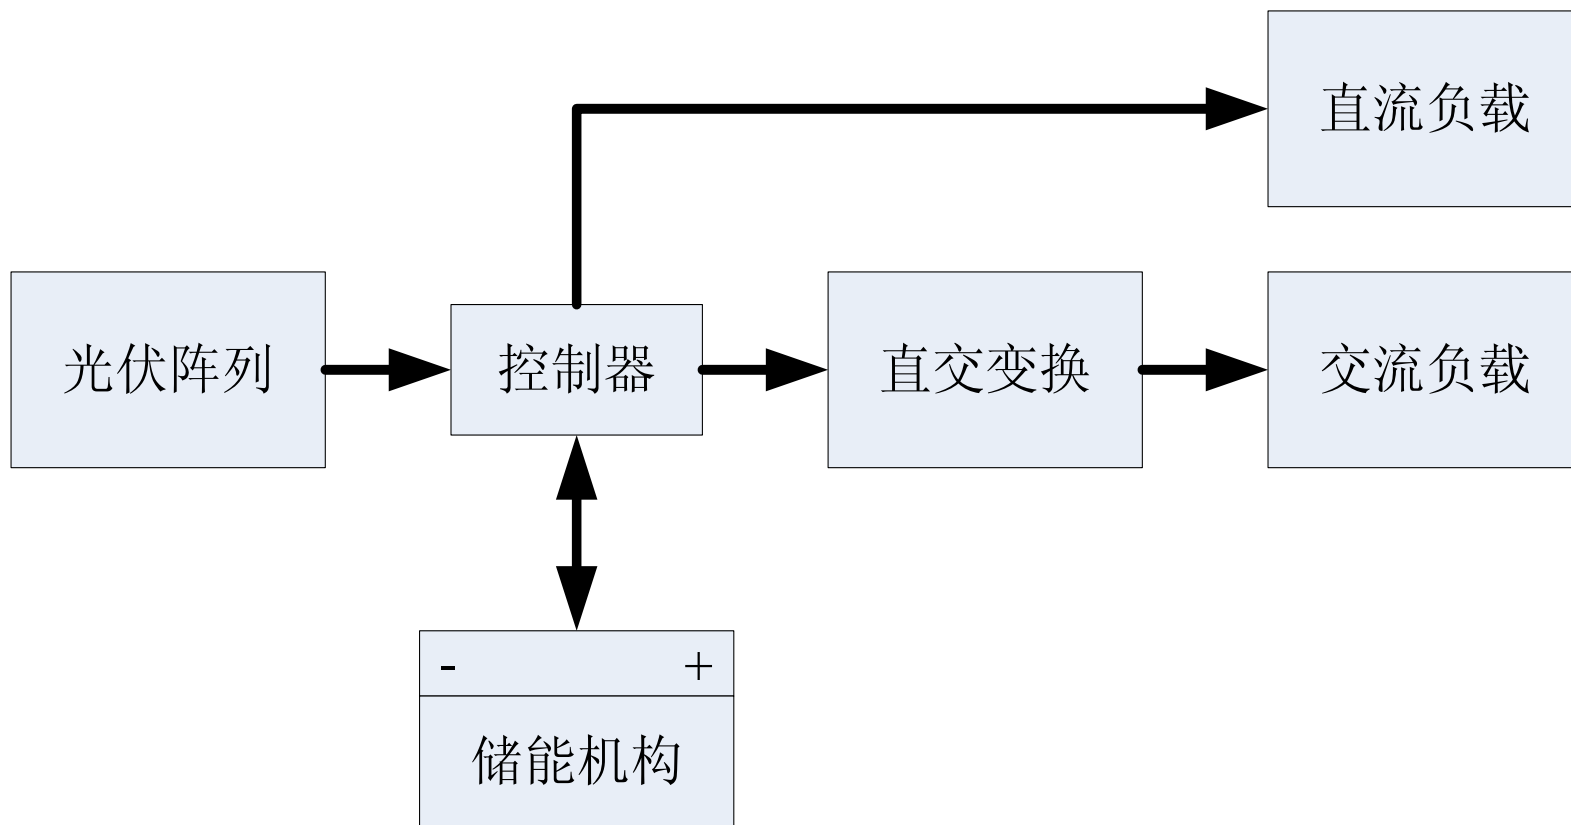 直流负载
光伏阵列
控制器
直交变换
交流负载
- +
储能机构